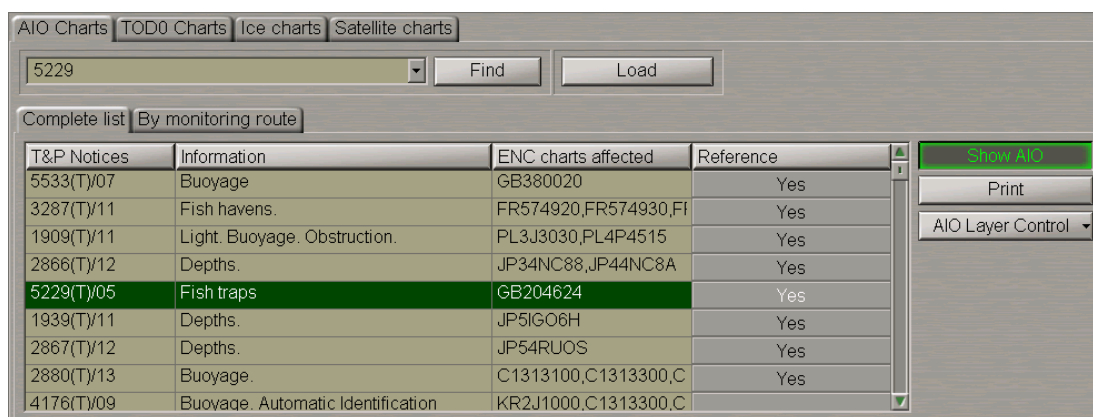 AIO Charts TOD0 Charts Ice charts Satellite charts
5229 Find Load
Complete list By monitoring route
T&P Notices Information ENC charts affected Reference Show AIO
5533(T)/07 Buoyage GB380020 Yes Print
3287(T)/11 Fish havens. FR574920,FR574930,FI Yes AIO Layer Control
1909(T)/11 Light. Buoyage. Obstruction. PL3J3030,PL4P4515 Yes
2866(T)/12 Depths. JP34NC88,JP44NC8A Yes
5229(T)/05 Fish traps GB204624 Yes
1939(T)/11 Depths. JP5IGO6H Yes
2867(T)/12 Depths. JP54RUOS Yes
2880(T)/13 Buoyage. C1313100,C1313300,C Yes
4176(T)/09 Buoyage. Automatic Identification KR2J1000,C1313300,C